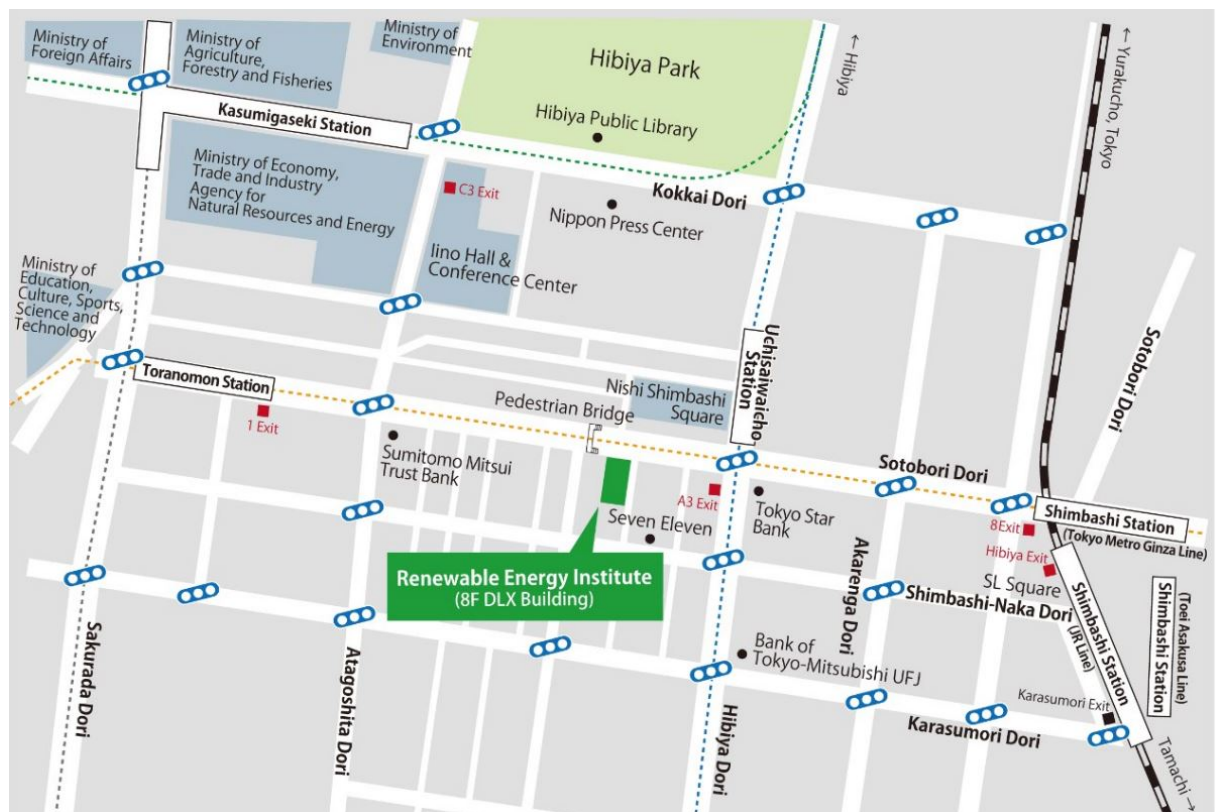 Ministry of
Foreign Affairs
Ministry of
Agriculture,
Forestry and Fisheries
Ministry of
Environment
Hibiya Park
← Hibiya
← Yurakucho, Tokyo
Kasumigaseki Station
Hibiya Public Library
Ministry of Economy,
Trade and Industry
Agency for
Natural Resources and Energy
C3 Exit
Kokkai Dori
Nippon Press Center
Iino Hall &
Conference Center
Ministry of
Education,
Culture, Sports,
Science and
Technology
Uchisaiwaicho
Station
Sotobori Dori
Toranomon Station
Nishi Shimbashi
Square
Pedestrian Bridge
1 Exit
Sumitomo Mitsui
Trust Bank
Sotobori Dori
A3 Exit
Tokyo Star
Bank
Seven Eleven
8Exit
Shimbashi Station
(Tokyo Metro Ginza Line)
Hibiya Exit
SL Square
Renewable Energy Institute
(8F DLX Building)
Akarenga Dori
Shimbashi-Naka Dori
Shimbashi Station
(JR Line)
(Toei Asakusa Line)
Shimbashi Station
Sakurada Dori
Atagoshita Dori
Bank of
Tokyo-Mitsubishi UFJ
Hibiya Dori
Karasumori Exit
Karasumori Dori
Tamachi →